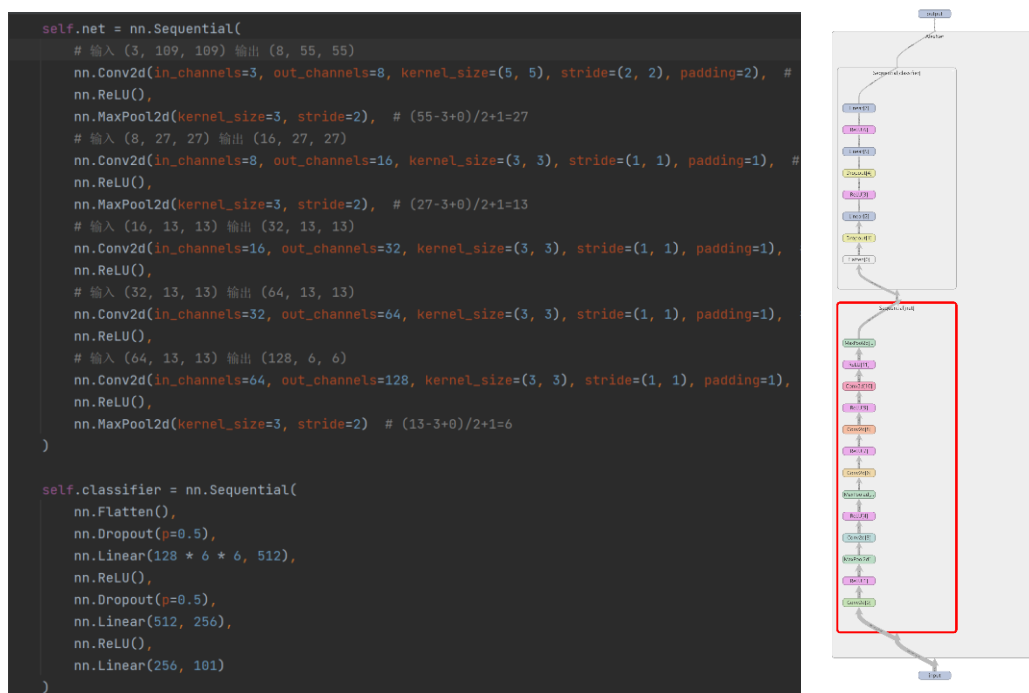 self.net = nn.Sequential(
# 输入 (3, 109, 109) 输出 (8, 55, 55)
nn.Conv2d(in_channels=3, out_channels=8, kernel_size=(5, 5), stride=(2, 2), padding=2), #
nn.ReLU(),
nn.MaxPool2d(kernel_size=3, stride=2), # (55-3+0)/2+1=27
# 输入 (8, 27, 27) 输出 (16, 27, 27)
nn.Conv2d(in_channels=8, out_channels=16, kernel_size=(3, 3), stride=(1, 1), padding=1), #
nn.ReLU(),
nn.MaxPool2d(kernel_size=3, stride=2), # (27-3+0)/2+1=13
# 输入 (16, 13, 13) 输出 (32, 13, 13)
nn.Conv2d(in_channels=16, out_channels=32, kernel_size=(3, 3), stride=(1, 1), padding=1),
nn.ReLU(),
# 输入 (32, 13, 13) 输出 (64, 13, 13)
nn.Conv2d(in_channels=32, out_channels=64, kernel_size=(3, 3), stride=(1, 1), padding=1),
nn.ReLU(),
# 输入 (64, 13, 13) 输出 (128, 6, 6)
nn.Conv2d(in_channels=64, out_channels=128, kernel_size=(3, 3), stride=(1, 1), padding=1),
nn.ReLU(),
nn.MaxPool2d(kernel_size=3, stride=2) # (13-3+0)/2+1=6
)
self.classifier = nn.Sequential(
nn.Flatten(),
nn.Dropout(p=0.5),
nn.Linear(128 * 6 * 6, 512),
nn.ReLU(),
nn.Dropout(p=0.5),
nn.Linear(512, 256),
nn.ReLU(),
nn.Linear(256, 101)
)
output
input